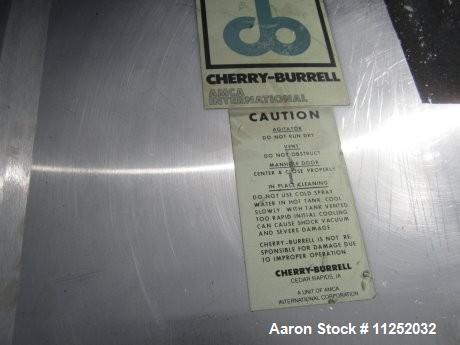 cb
CHERRY-BURRELL
AMCA
INTERNATIONAL
CAUTION
AGITATOR
DO NOT RUN DRY
VENT
DO NOT OBSTRUCT
MANHOLE DOOR
CENTER & CLOSE PROPERLY
IN PLACE CLEANING
DO NOT USE COLD SPRAY
WATER IN HOT TANK. COOL
SLOWLY WITH TANK VENTED.
TOO RAPID INITIAL COOLING
CAN CAUSE SHOCK VACUUM
AND SEVERE DAMAGE.
CHERRY-BURRELL IS NOT RE-
SPONSIBLE FOR DAMAGE DUE
TO IMPROPER OPERATION.
CHERRY-BURRELL
CEDAR RAPIDS, IA
A UNIT OF AMCA
INTERNATIONAL CORPORATION
Aaron Stock # 11252032